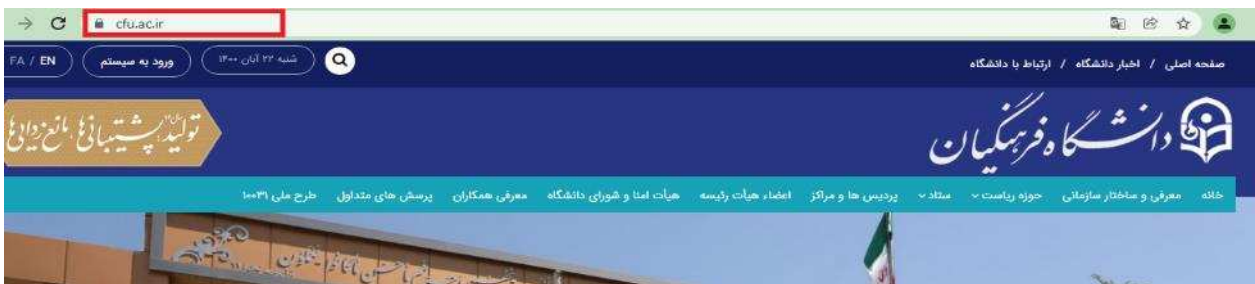 cfu.ac.ir
صفحه اصلی / اخبار دانشگاه / ارتباط با دانشگاه
شنبه ۲۲ آبان ۱۴۰۰
ورود به سیستم
FA / EN
دانشگاه فرهنگیان
تولید، پشتیبانی‌ها، مانع‌زدایی‌ها
خانه معرفی و ساختار سازمانی حوزه ریاست ستاد پردیس ها و مراکز اعضاء هیأت رئیسه هیأت امنا و شورای دانشگاه معرفی همکاران پرسش های متداول طرح ملی ۱۰۰۳۱